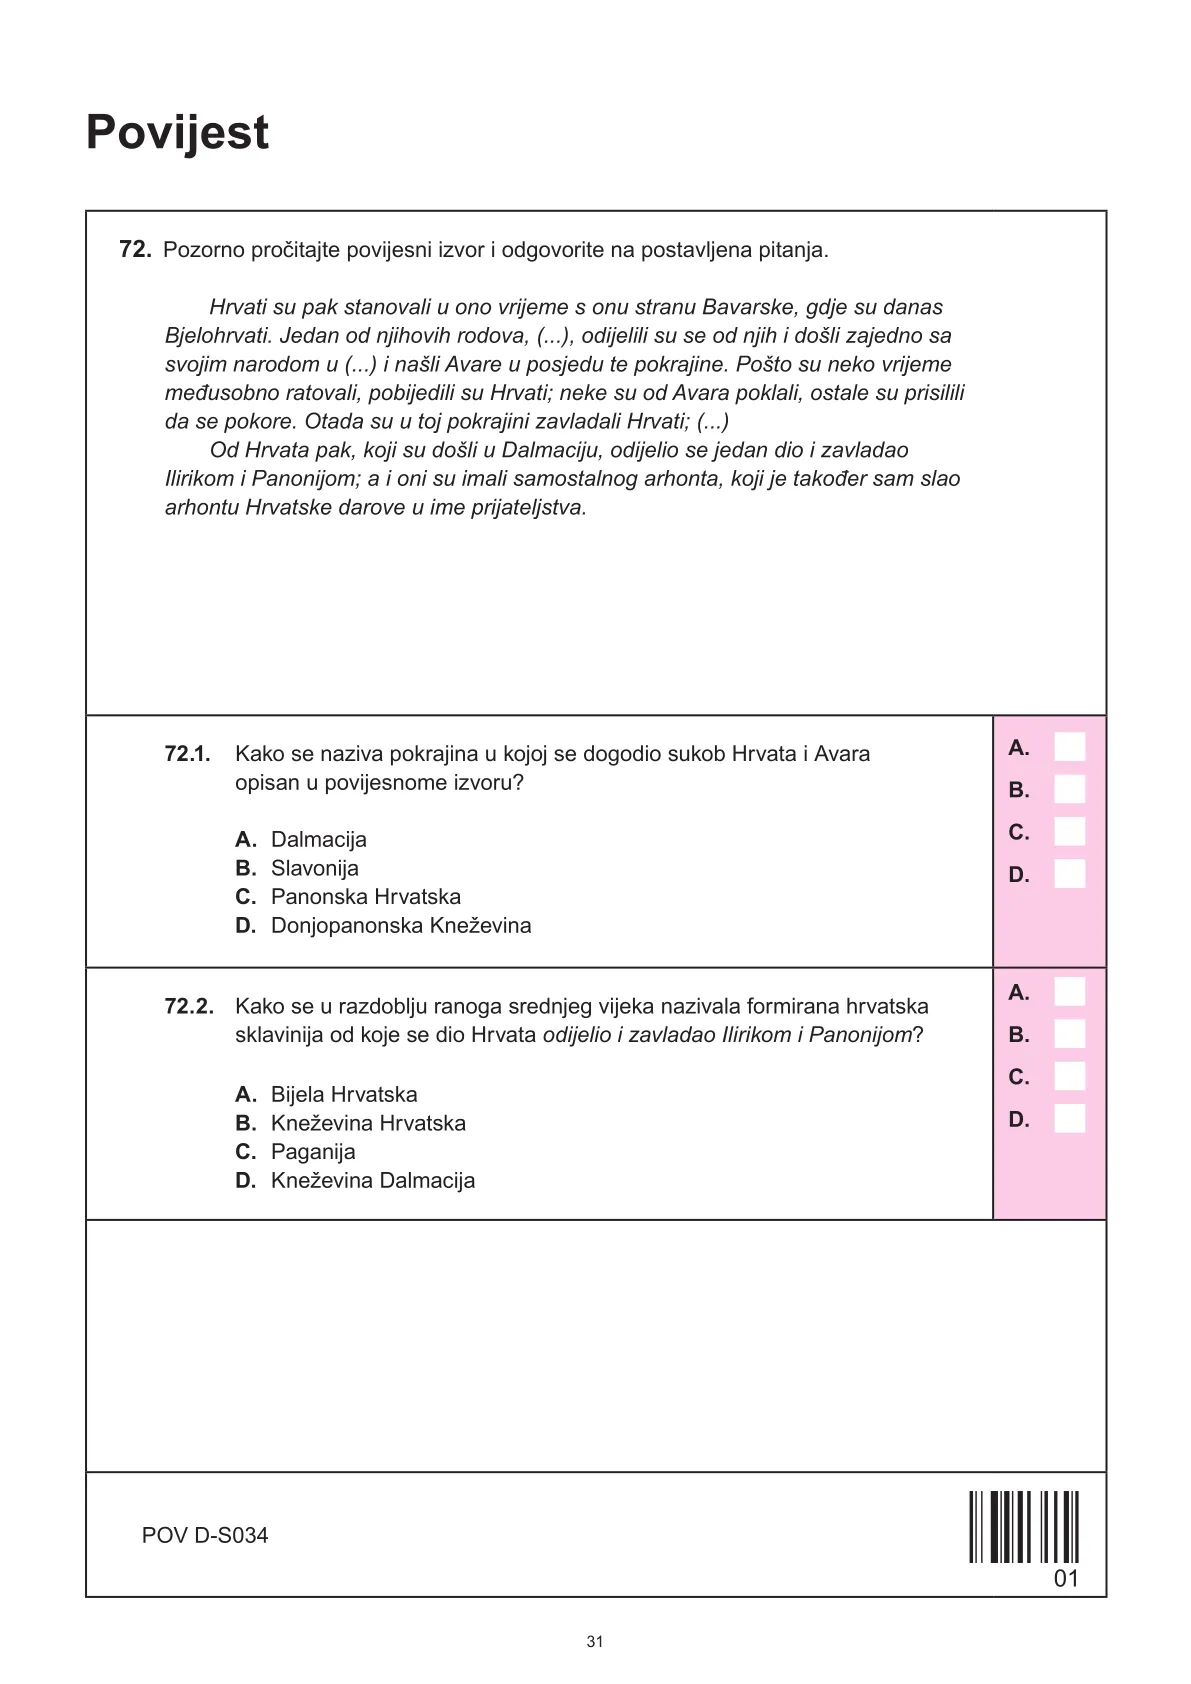 Povijest
72. Pozorno pročitajte povijesni izvor i odgovorite na postavljena pitanja.
Hrvati su pak stanovali u ono vrijeme s onu stranu Bavarske, gdje su danas
Bjelohrvati. Jedan od njihovih rodova, (...), odijelili su se od njih i došli zajedno sa
svojim narodom u (...) i našli Avare u posjedu te pokrajine. Pošto su neko vrijeme
međusobno ratovali, pobijedili su Hrvati; neke su od Avara poklali, ostale su prisilili
da se pokore. Otada su u toj pokrajini zavladali Hrvati; (...)
Od Hrvata pak, koji su došli u Dalmaciju, odijelio se jedan dio i zavladao
Ilirikom i Panonijom; a i oni su imali samostalnog arhonta, koji je također sam slao
arhontu Hrvatske darove u ime prijateljstva.
72.1. Kako se naziva pokrajina u kojoj se dogodio sukob Hrvata i Avara
opisan u povijesnome izvoru?
A. Dalmacija
B. Slavonija
C. Panonska Hrvatska
D. Donjopanonska Kneževina
A.
B.
C.
D.
72.2. Kako se u razdoblju ranoga srednjeg vijeka nazivala formirana hrvatska
sklavinija od koje se dio Hrvata odijelio i zavladao Ilirikom i Panonijom?
A. Bijela Hrvatska
B. Kneževina Hrvatska
C. Paganija
D. Kneževina Dalmacija
A.
B.
C.
D.
POV D-S034
01
31